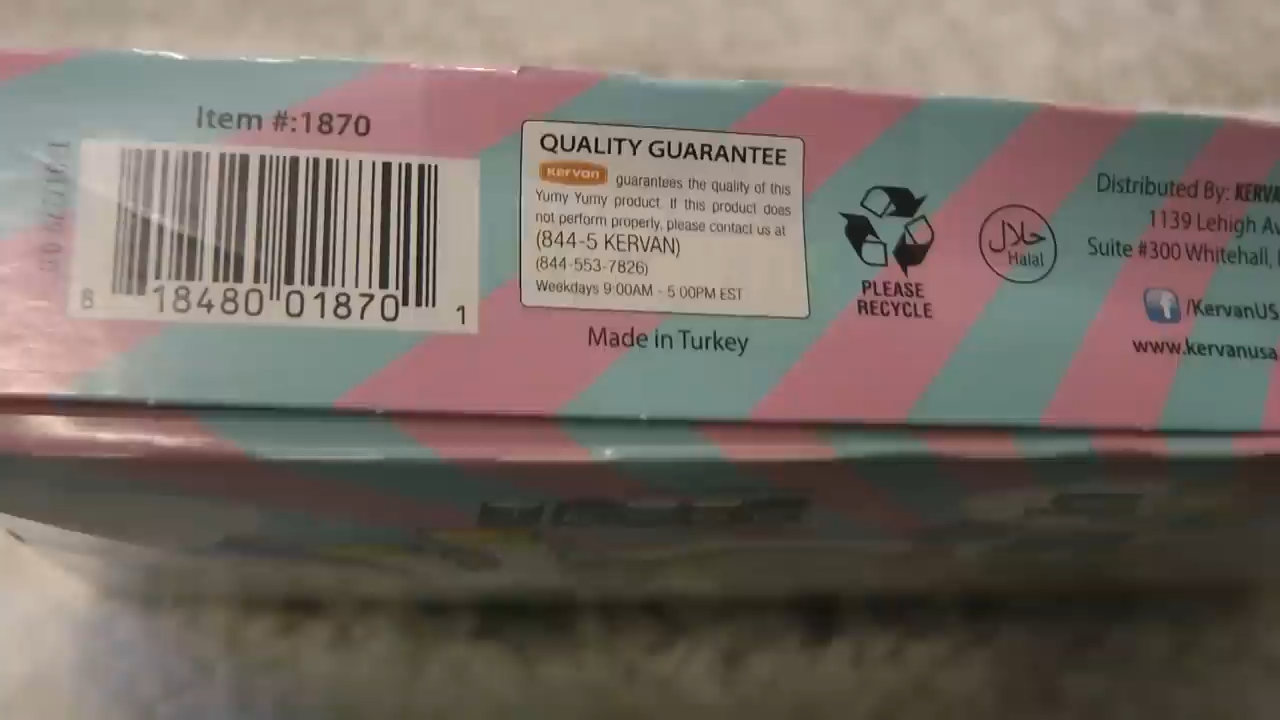 Item #:1870
8 18480 01870 1
QUALITY GUARANTEE
kervan guarantees the quality of this
Yumy Yumy product. If this product does
not perform properly, please contact us at
(844-5 KERVAN)
(844-553-7826)
Weekdays 9:00AM - 5:00PM EST
Made in Turkey
PLEASE
RECYCLE
حلال
Halal
Distributed By: KERVA
1139 Lehigh Av
Suite #300 Whitehall,
/KervanUS
www.kervanusa